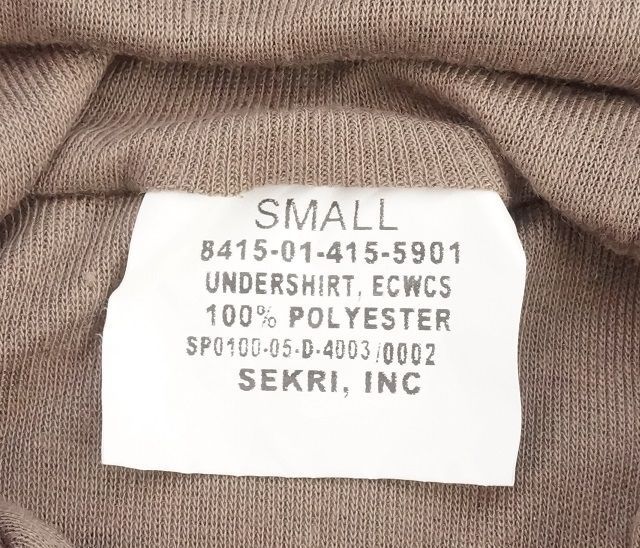 SMALL
8415-01-415-5901
UNDERSHIRT, ECWCS
100% POLYESTER
SP0100-05-D-4003/0002
SEKRI, INC